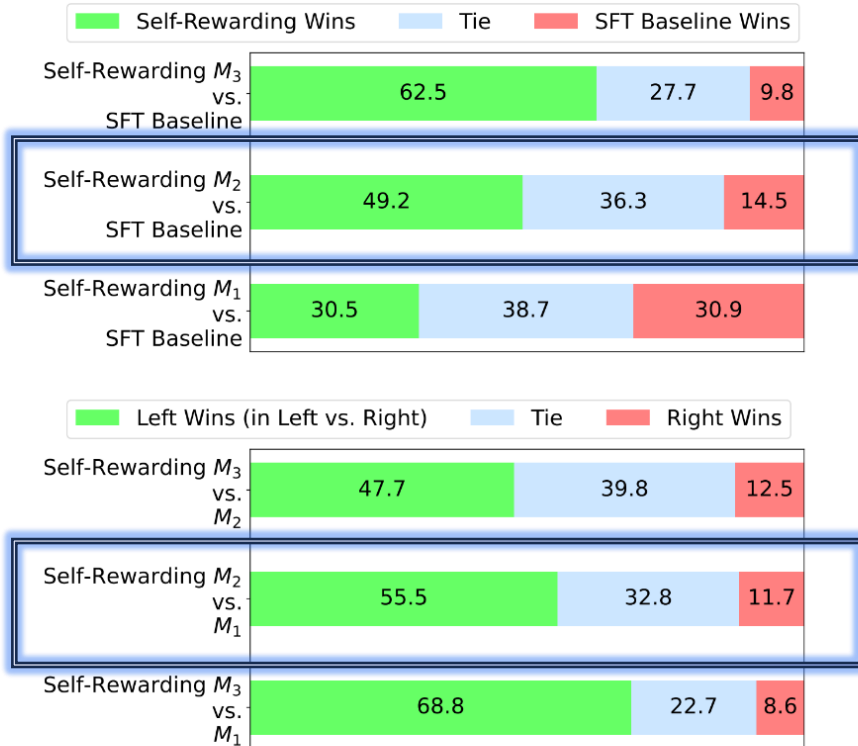 Self-Rewarding Wins Tie SFT Baseline Wins
Self-Rewarding M3
vs.
SFT Baseline
62.5 27.7 9.8
Self-Rewarding M2
vs.
SFT Baseline
49.2 36.3 14.5
Self-Rewarding M1
vs.
SFT Baseline
30.5 38.7 30.9
Left Wins (in Left vs. Right) Tie Right Wins
Self-Rewarding M3
vs.
M2
47.7 39.8 12.5
Self-Rewarding M2
vs.
M1
55.5 32.8 11.7
Self-Rewarding M3
vs.
M1
68.8 22.7 8.6